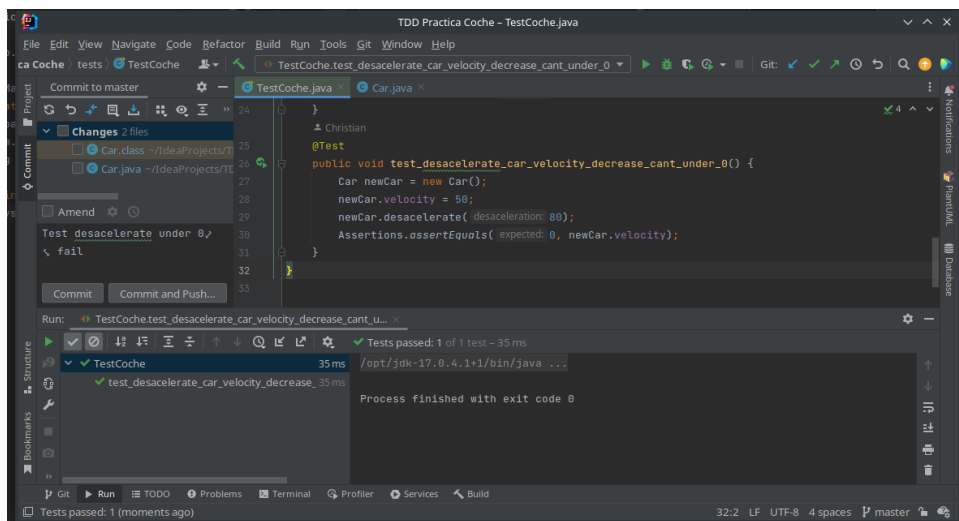 TDD Practica Coche – TestCoche.java
File Edit View Navigate Code Refactor Build Run Tools Git Window Help
ca Coche tests TestCoche TestCoche.test_desacelerate_car_velocity_decrease_cant_under_0 Git:
Project
Commit to master
TestCoche.java
Car.java
Changes 2 files
Car.class ~/IdeaProjects/T
Car.java ~/IdeaProjects/TD
Commit
Amend
Test desacelerate under 0
fail
Commit
Commit and Push...
24 }
Christian
25 @Test
26 public void test_desacelerate_car_velocity_decrease_cant_under_0() {
27 Car newCar = new Car();
28 newCar.velocity = 50;
29 newCar.desacelerate( desaceleration: 80);
30 Assertions.assertEquals( expected: 0, newCar.velocity);
31 }
32 }
33
4
Notifications
PlantUML
Database
Run: TestCoche.test_desacelerate_car_velocity_decrease_cant_u...
Tests passed: 1 of 1 test – 35 ms
TestCoche 35 ms
test_desacelerate_car_velocity_decrease_ 35 ms
/opt/jdk-17.0.4.1+1/bin/java ...
Process finished with exit code 0
Structure
Bookmarks
Git Run TODO Problems Terminal Profiler Services Build
Tests passed: 1 (moments ago)
32:2 LF UTF-8 4 spaces master